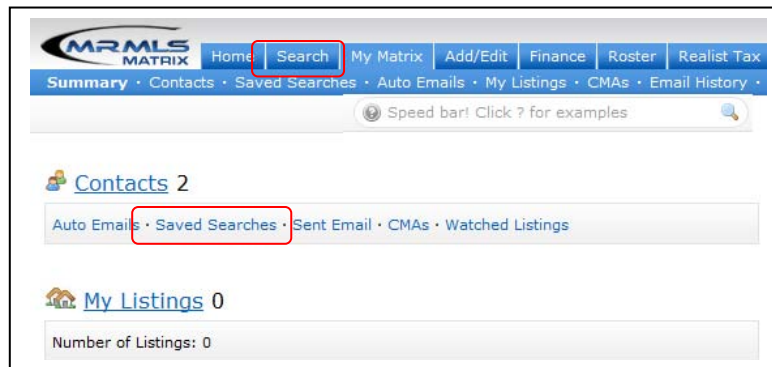 MRMLS
MATRIX
Home Search My Matrix Add/Edit Finance Roster Realist Tax
Summary · Contacts · Saved Searches · Auto Emails · My Listings · CMAs · Email History ·
? Speed bar! Click ? for examples
Contacts 2
Auto Emails · Saved Searches · Sent Email · CMAs · Watched Listings
My Listings 0
Number of Listings: 0